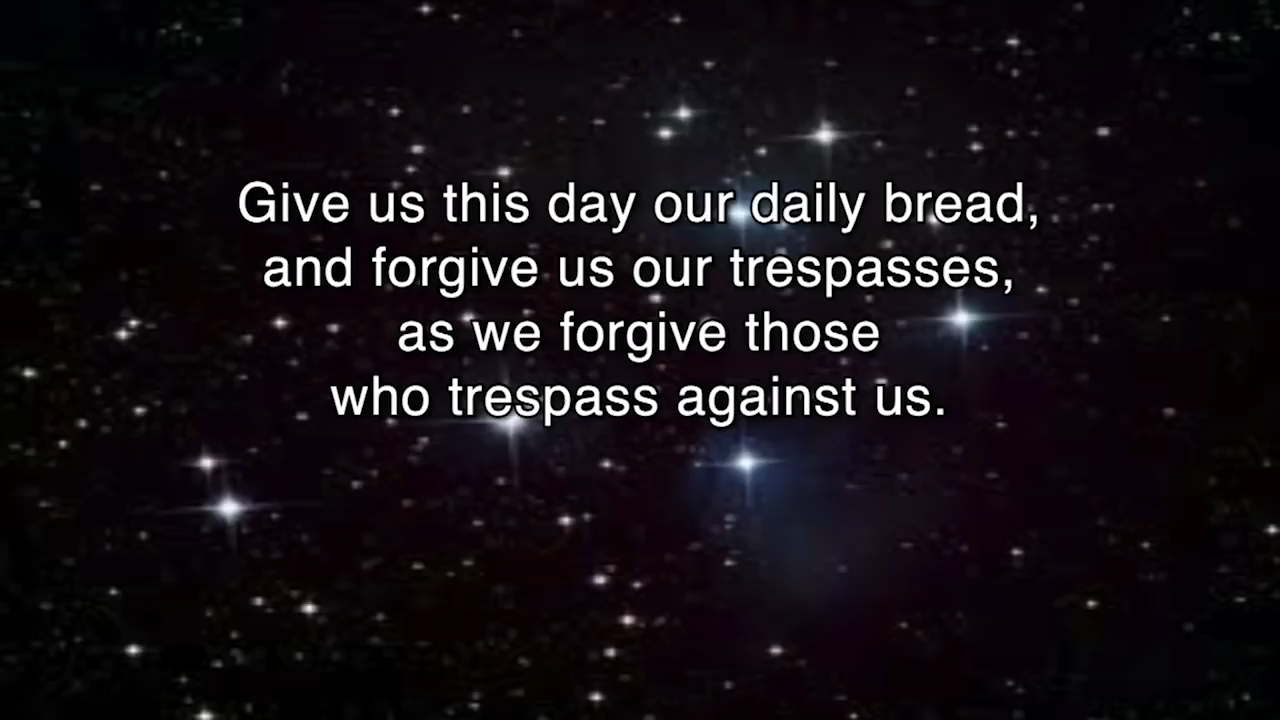 Give us this day our daily bread,
and forgive us our trespasses,
as we forgive those
who trespass against us.